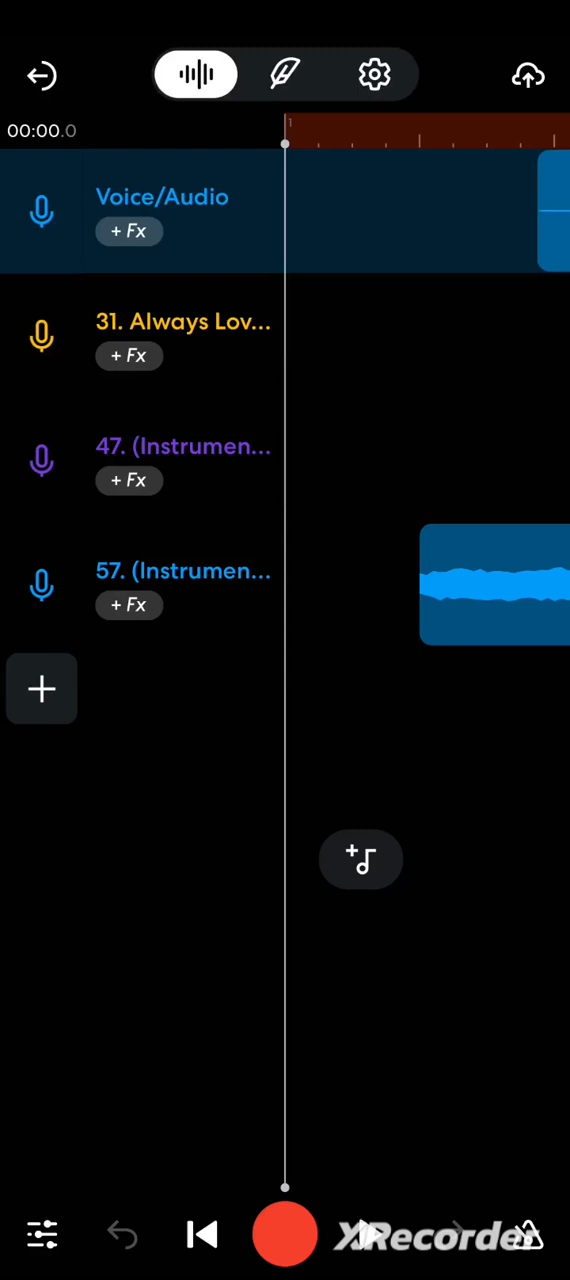 00:00.0
1
Voice/Audio
+ Fx
31. Always Lov...
+ Fx
47. (Instrumen...
+ Fx
57. (Instrumen...
+ Fx
XRecorder